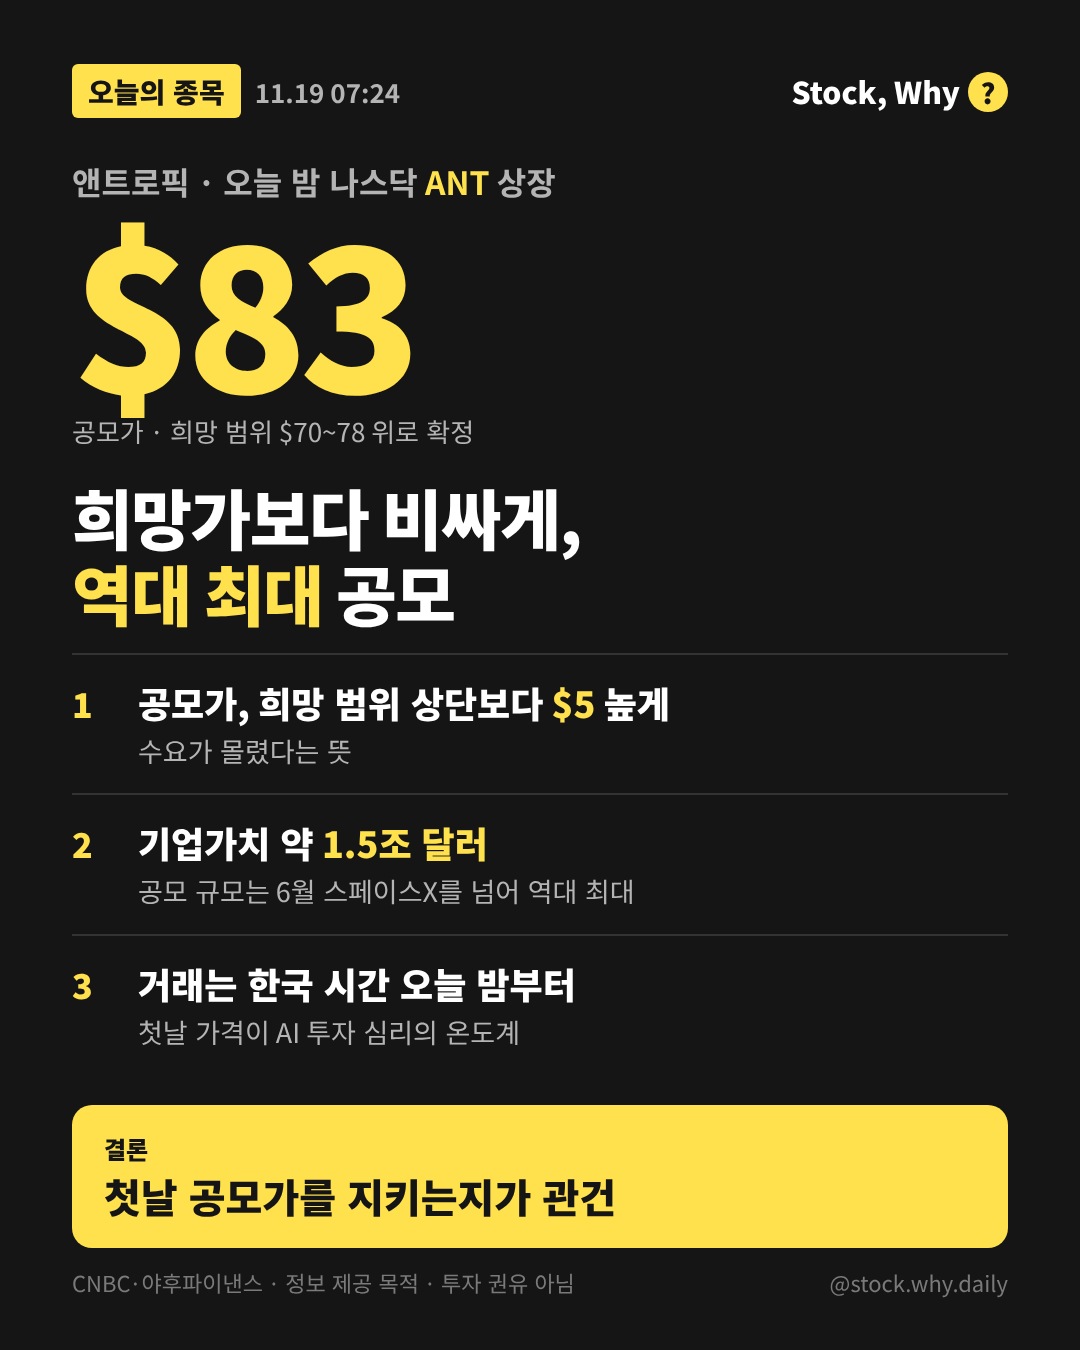 오늘의 종목 11.19 07:24
Stock, Why ?
앤트로픽 · 오늘 밤 나스닥 ANT 상장
$83
공모가 · 희망 범위 $70~78 위로 확정
희망가보다 비싸게,
역대 최대 공모
1 공모가, 희망 범위 상단보다 $5 높게
수요가 몰렸다는 뜻
2 기업가치 약 1.5조 달러
공모 규모는 6월 스페이스X를 넘어 역대 최대
3 거래는 한국 시간 오늘 밤부터
첫날 가격이 AI 투자 심리의 온도계
결론
첫날 공모가를 지키는지가 관건
CNBC·야후파이낸스 · 정보 제공 목적 · 투자 권유 아님
@stock.why.daily